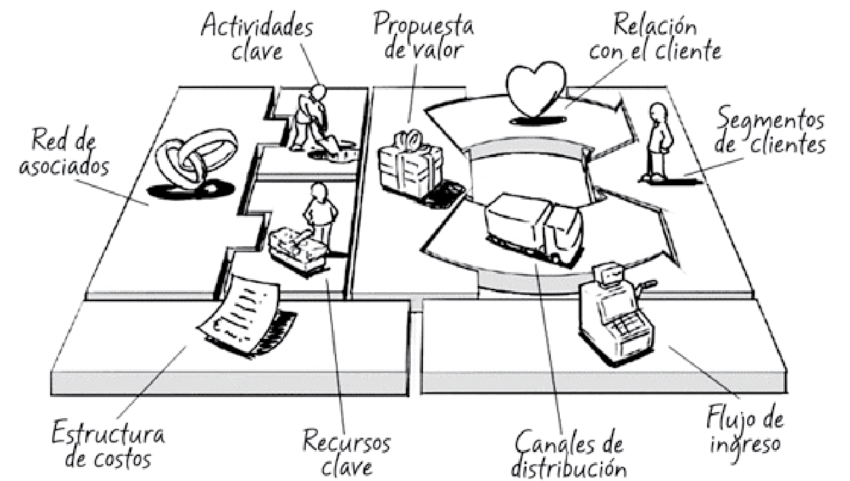 Actividades
clave
Propuesta
de valor
Relación
con el cliente
Red de
asociados
Segmentos
de clientes
Estructura
de costos
Recursos
clave
Canales de
distribución
Flujo de
ingreso